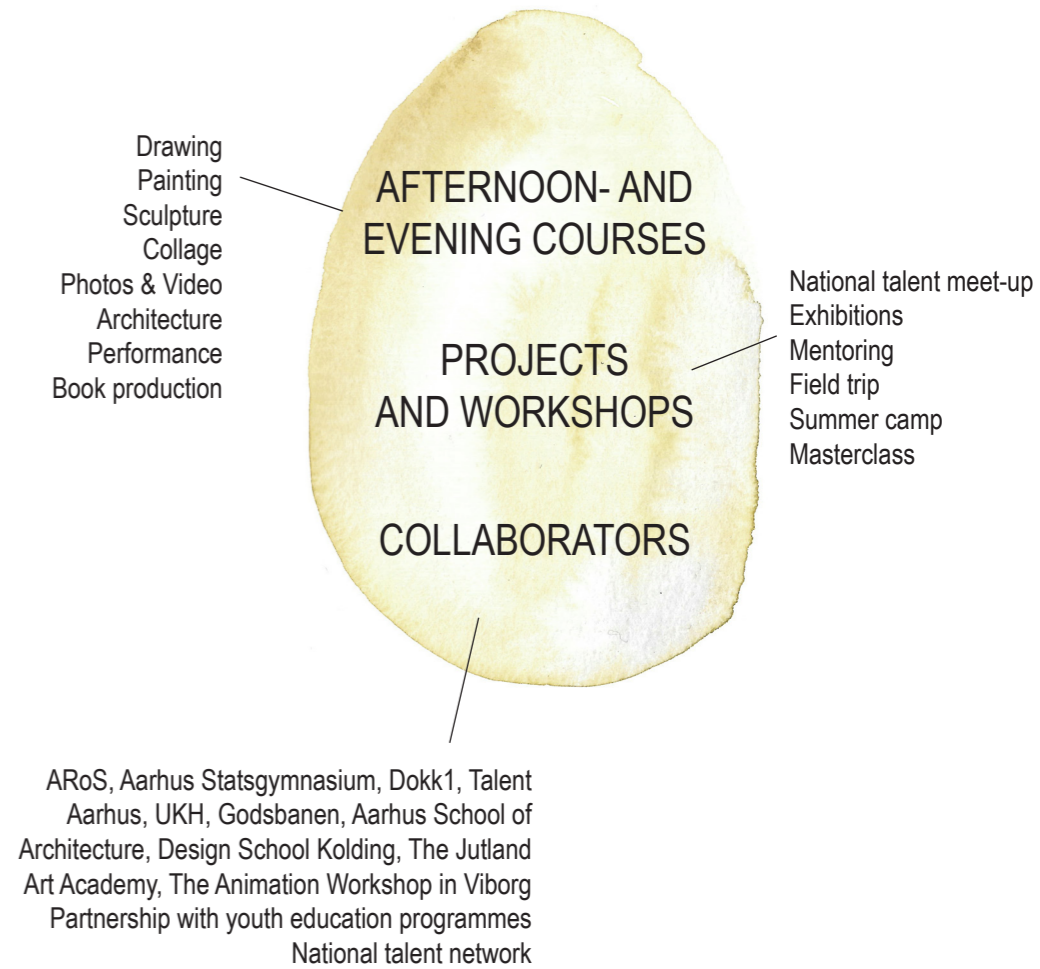 AFTERNOON- AND
EVENING COURSES
Drawing
Painting
Sculpture
Collage
Photos & Video
Architecture
Performance
Book production
PROJECTS
AND WORKSHOPS
National talent meet-up
Exhibitions
Mentoring
Field trip
Summer camp
Masterclass
COLLABORATORS
ARoS, Aarhus Statsgymnasium, Dokk1, Talent
Aarhus, UKH, Godsbanen, Aarhus School of
Architecture, Design School Kolding, The Jutland
Art Academy, The Animation Workshop in Viborg
Partnership with youth education programmes
National talent network